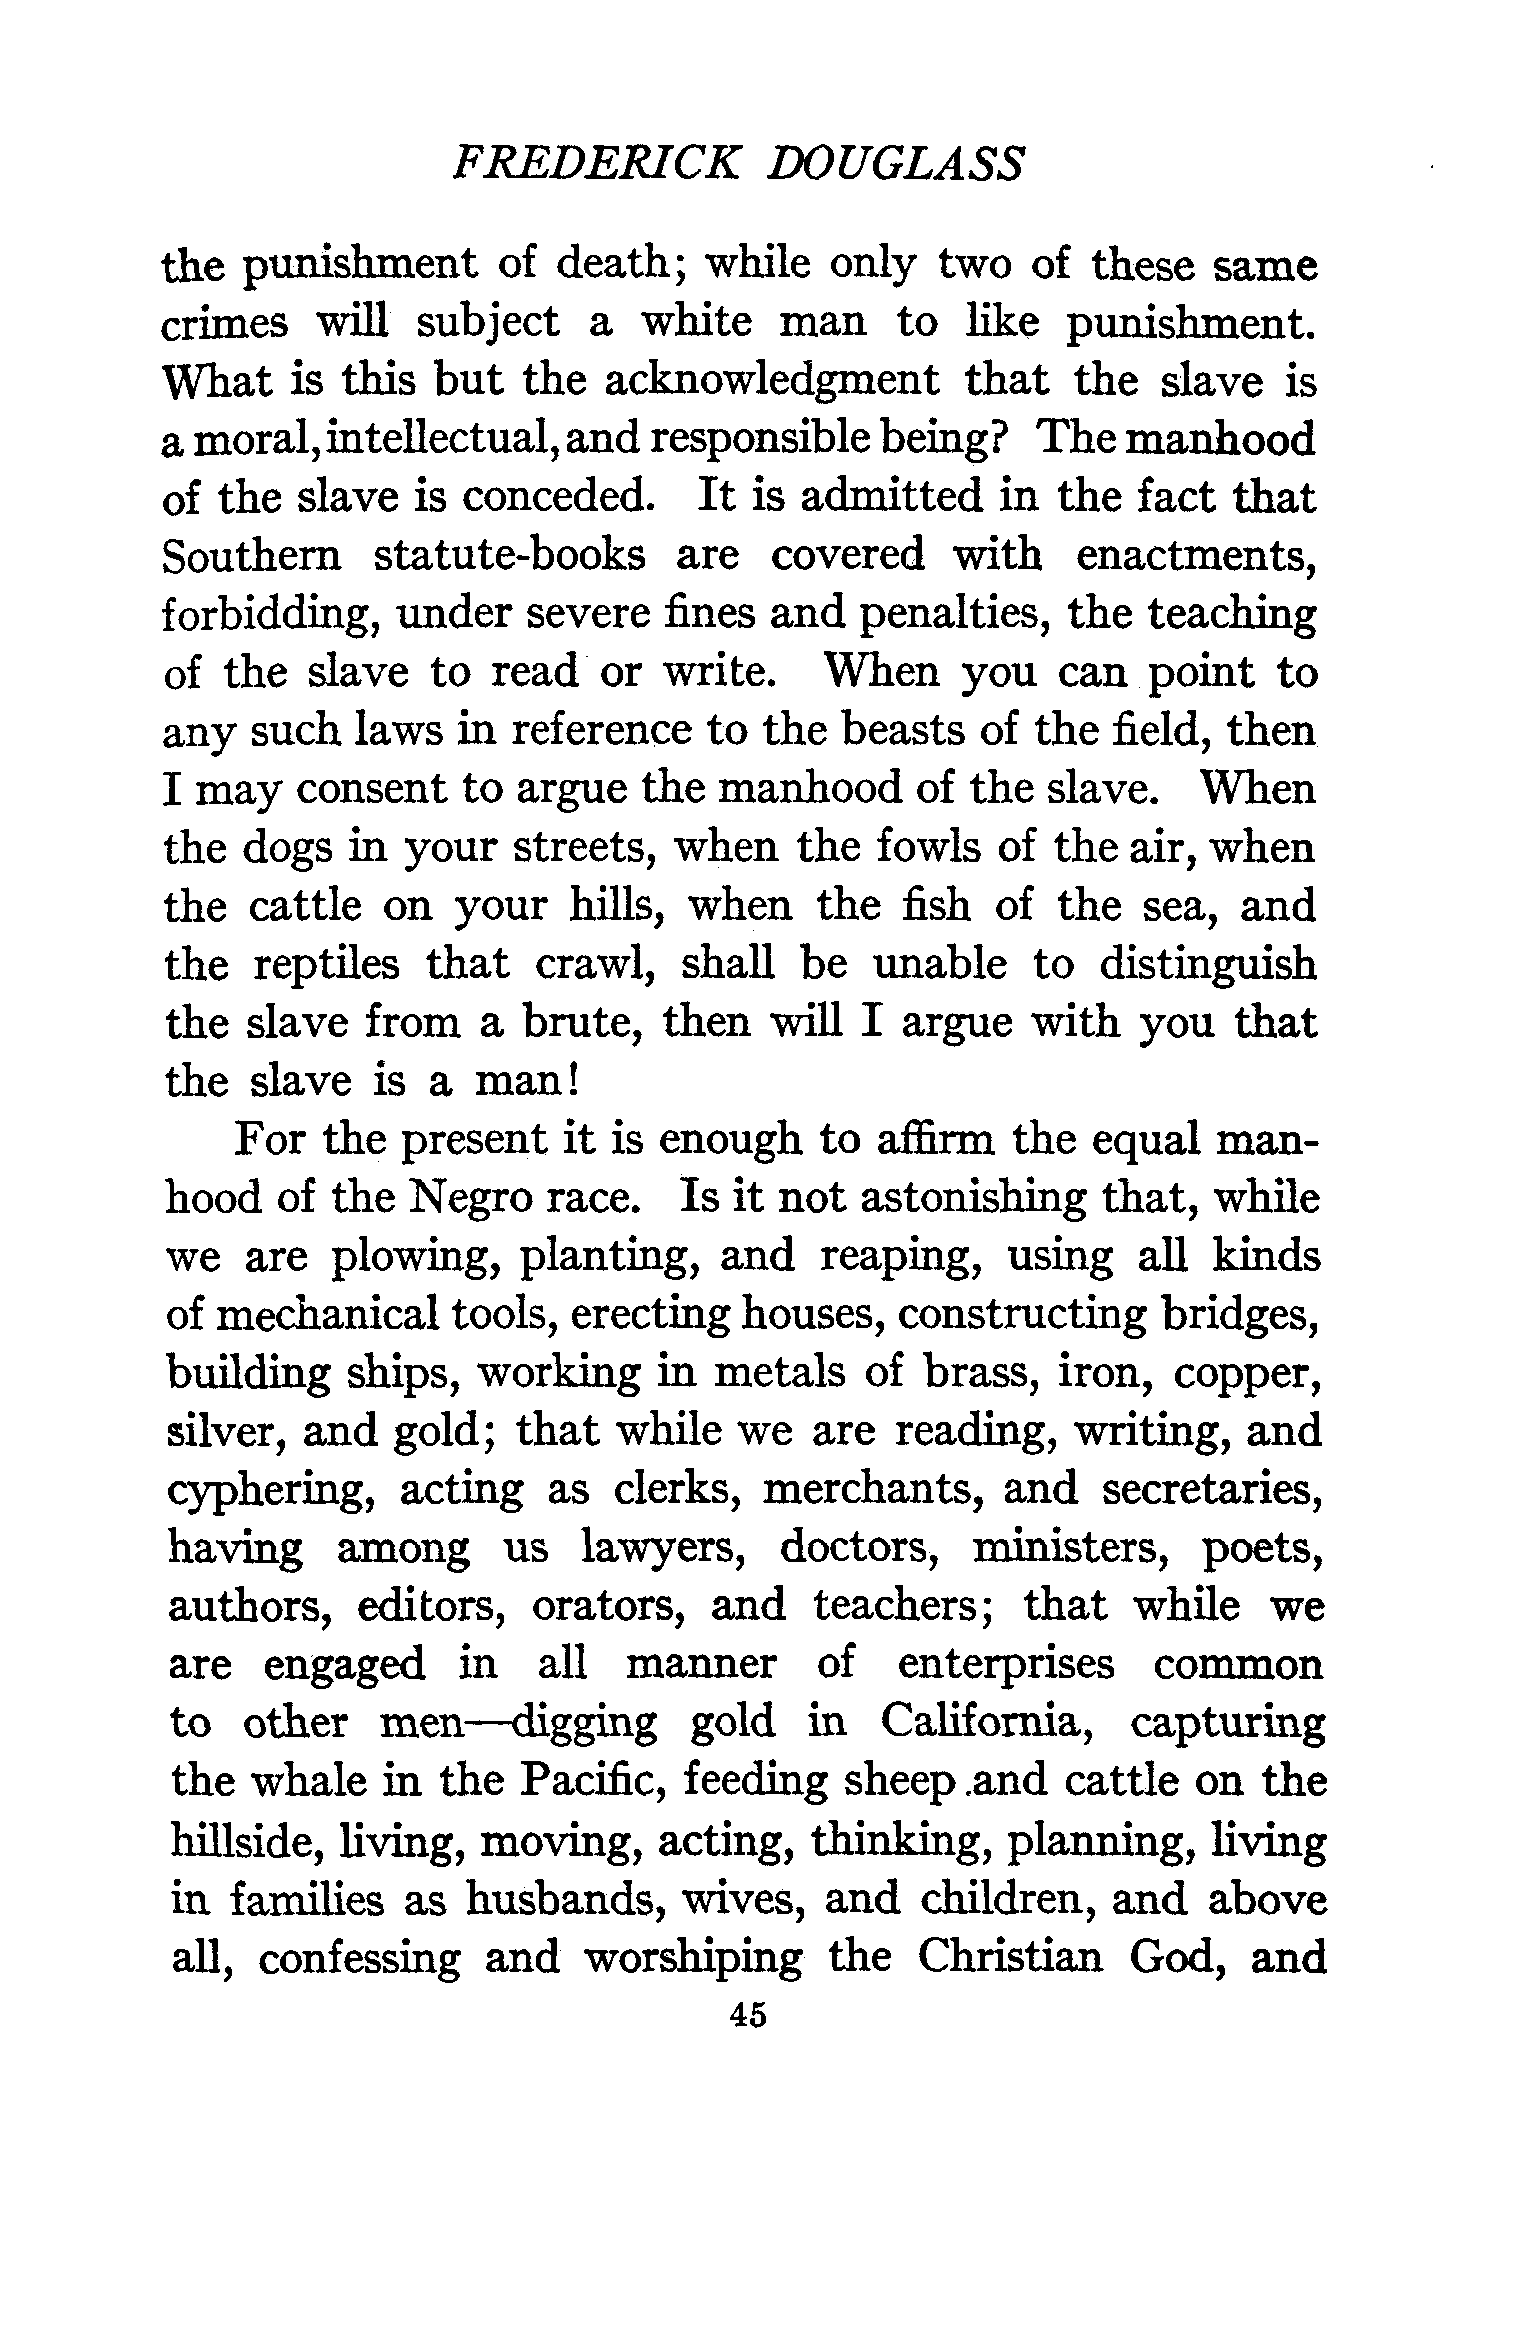 FREDERICK DOUGLASS
the punishment of death; while only two of these same
crimes will subject a white man to like punishment.
What is this but the acknowledgment that the slave is
a moral, intellectual, and responsible being? The manhood
of the slave is conceded. It is admitted in the fact that
Southern statute-books are covered with enactments,
forbidding, under severe fines and penalties, the teaching
of the slave to read or write. When you can point to
any such laws in reference to the beasts of the field, then
I may consent to argue the manhood of the slave. When
the dogs in your streets, when the fowls of the air, when
the cattle on your hills, when the fish of the sea, and
the reptiles that crawl, shall be unable to distinguish
the slave from a brute, then will I argue with you that
the slave is a man!
For the present it is enough to affirm the equal man-
hood of the Negro race. Is it not astonishing that, while
we are plowing, planting, and reaping, using all kinds
of mechanical tools, erecting houses, constructing bridges,
building ships, working in metals of brass, iron, copper,
silver, and gold; that while we are reading, writing, and
cyphering, acting as clerks, merchants, and secretaries,
having among us lawyers, doctors, ministers, poets,
authors, editors, orators, and teachers; that while we
are engaged in all manner of enterprises common
to other men—digging gold in California, capturing
the whale in the Pacific, feeding sheep and cattle on the
hillside, living, moving, acting, thinking, planning, living
in families as husbands, wives, and children, and above
all, confessing and worshiping the Christian God, and
45